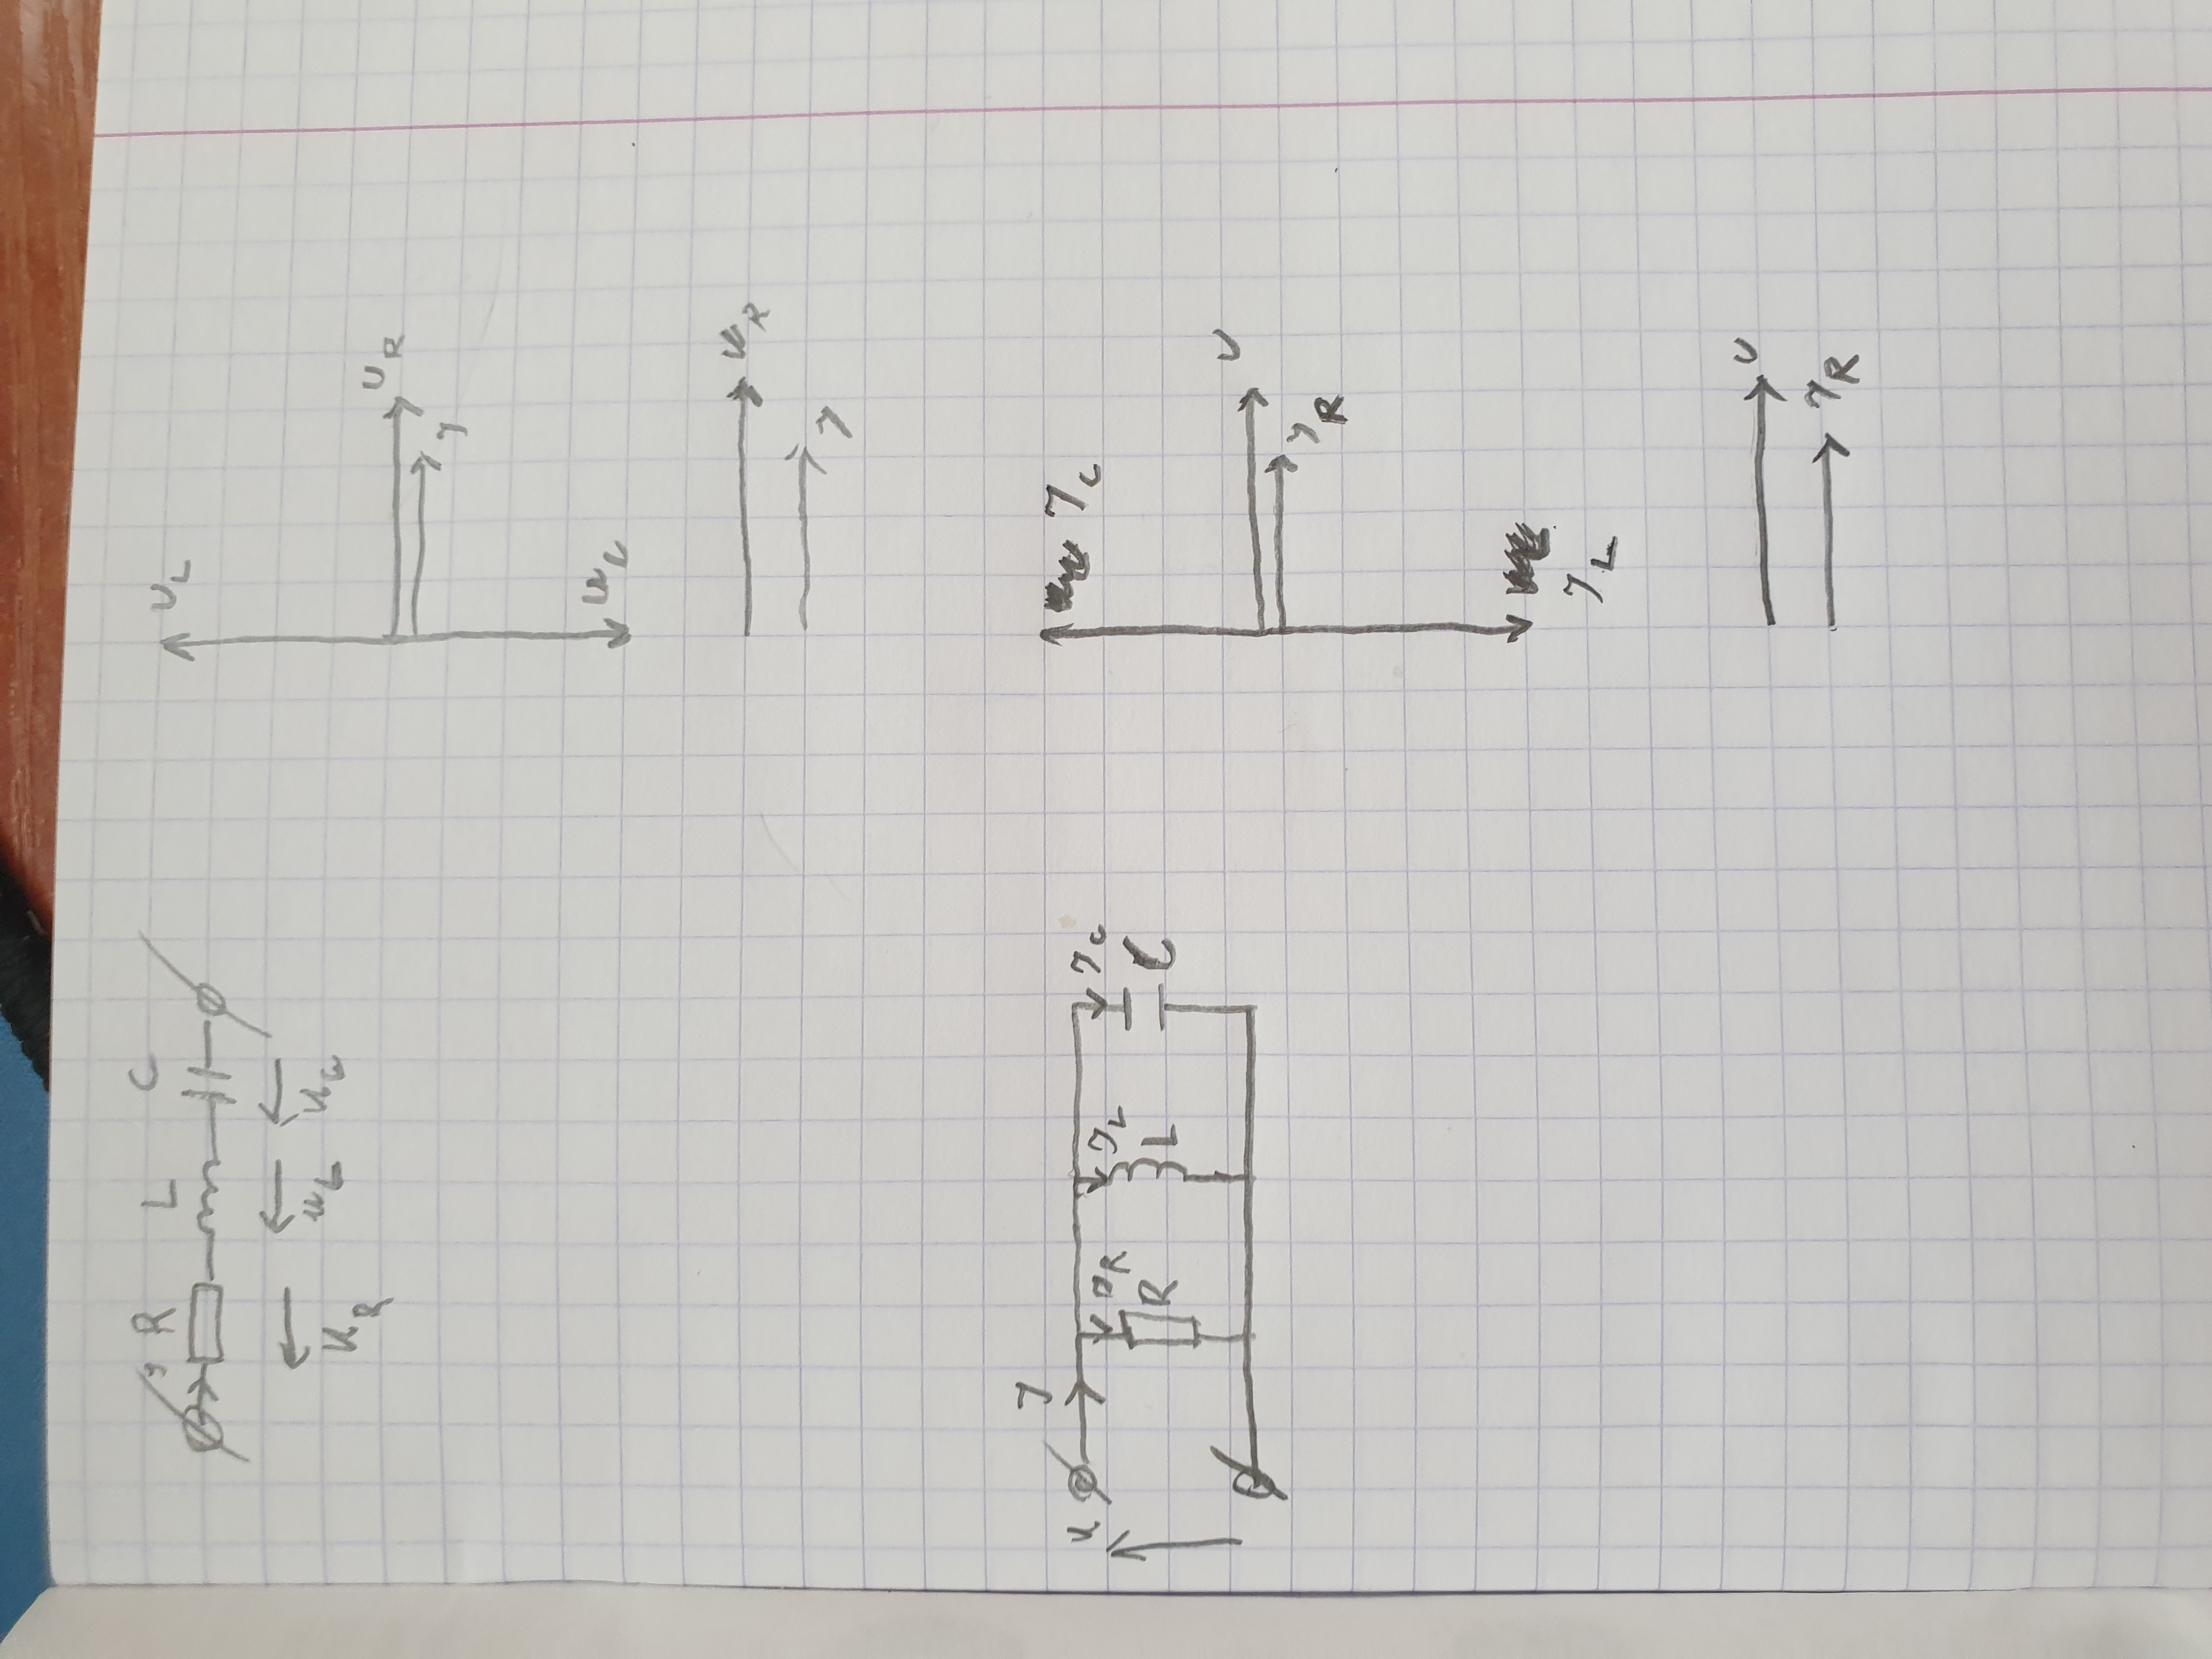 I R L C
U_R U_L U_C
U_L
U_R
I
U_C
U_R
I
I
U
I_R I_L I_C
R L C
I_C
U
I_R
I_L
U
I_R